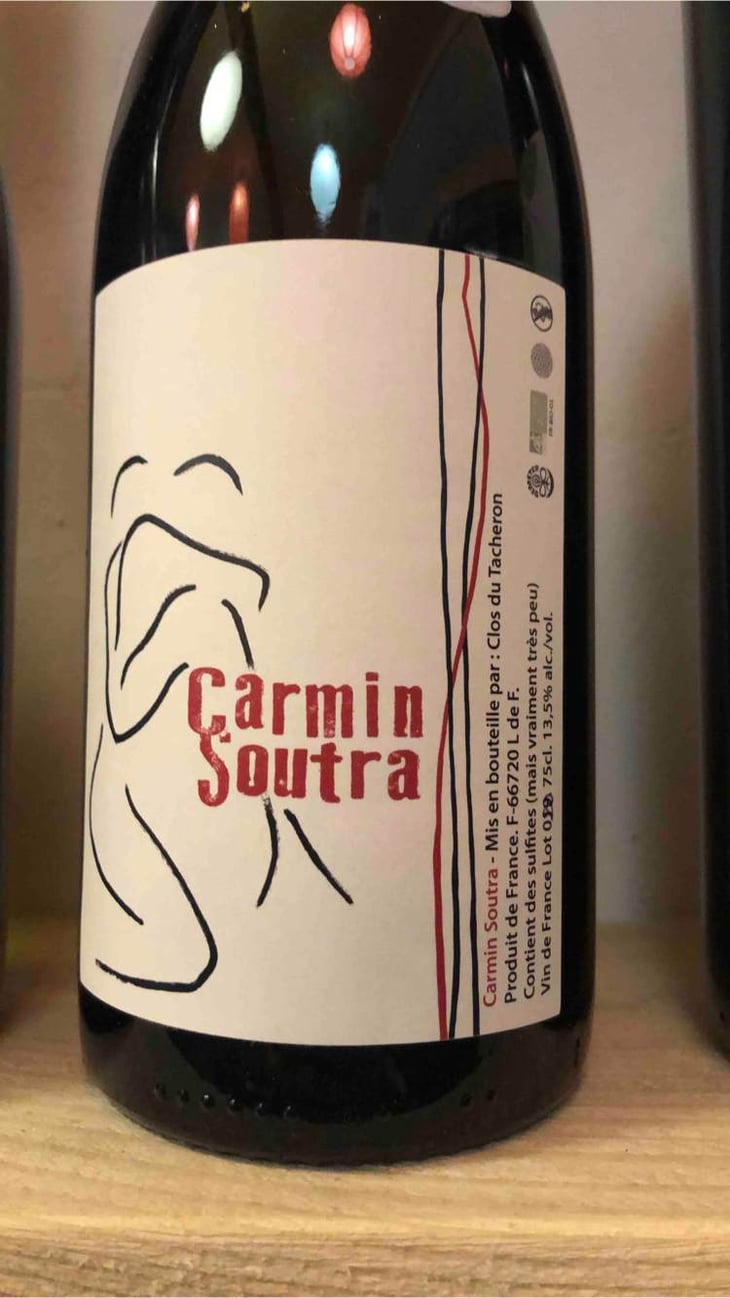 Carmin
Soutra
Carmin Soutra - Mis en bouteille par : Clos du Tacheron
Produit de France. F-66720 L de F.
Contient des sulfites (mais vraiment très peu)
Vin de France Lot 75cl. 13,5% alc./vol.